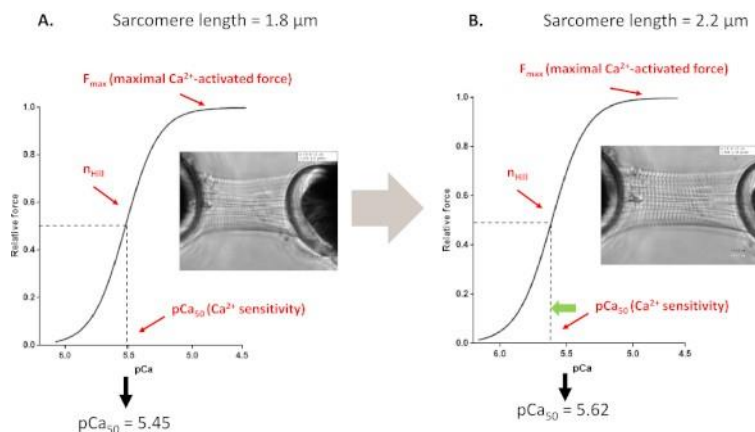 A. Sarcomere length = 1.8 µm
Fmax (maximal Ca²⁺-activated force)
nHill
pCa₅₀ (Ca²⁺ sensitivity)
Relative force
1.0
0.8
0.6
0.4
0.2
0.0
6.0 5.5 5.0 4.5
pCa
pCa₅₀ = 5.45
B. Sarcomere length = 2.2 µm
Fmax (maximal Ca²⁺-activated force)
nHill
pCa₅₀ (Ca²⁺ sensitivity)
Relative force
1.0
0.8
0.6
0.4
0.2
0.0
6.0 5.5 5.0 4.5
pCa
pCa₅₀ = 5.62